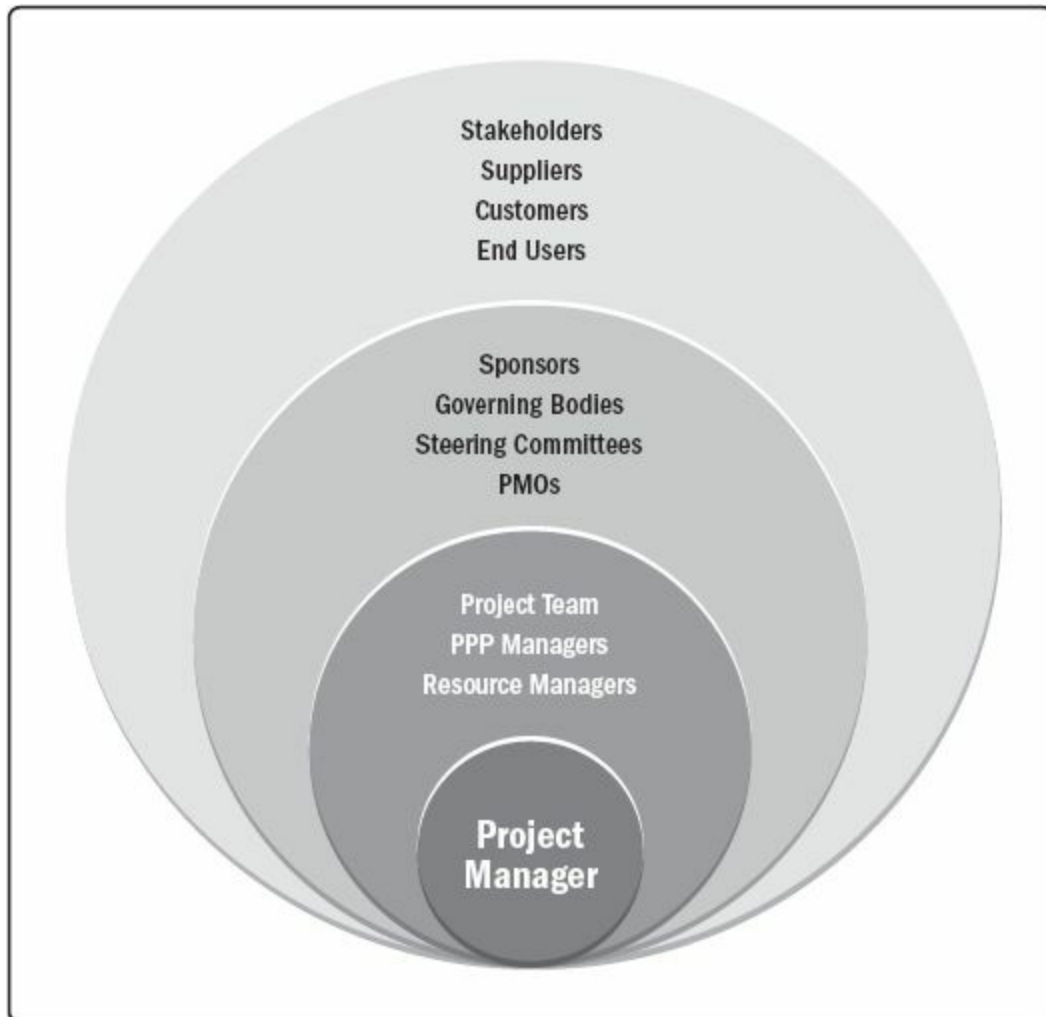 Stakeholders
Suppliers
Customers
End Users
Sponsors
Governing Bodies
Steering Committees
PMOs
Project Team
PPP Managers
Resource Managers
Project
Manager